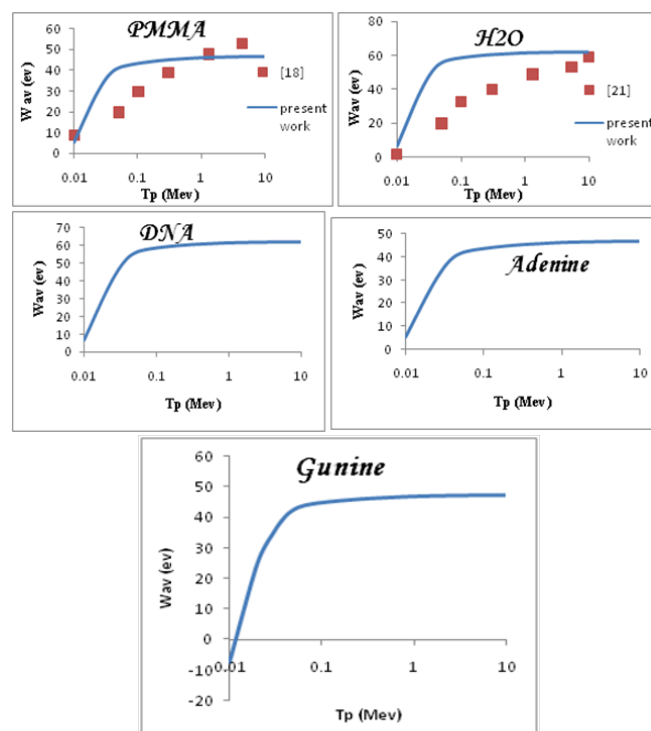 PMMA
60
50
40
30
20
10
0
0.01 0.1 1 10
Wav (ev)
Tp (Mev)
[18]
present
work
H2O
80
60
40
20
0
0.01 0.1 1 10
Wav (ev)
Tp (Mev)
[21]
present
work
DNA
70
60
50
40
30
20
10
0
0.01 0.1 1 10
Wav (ev)
Tp (Mev)
Adenine
50
40
30
20
10
0
0.01 0.1 1 10
Wav (ev)
Tp (Mev)
Gunine
60
50
40
30
20
10
0
-10
-20
0.01 0.1 1 10
Wav (ev)
Tp (Mev)